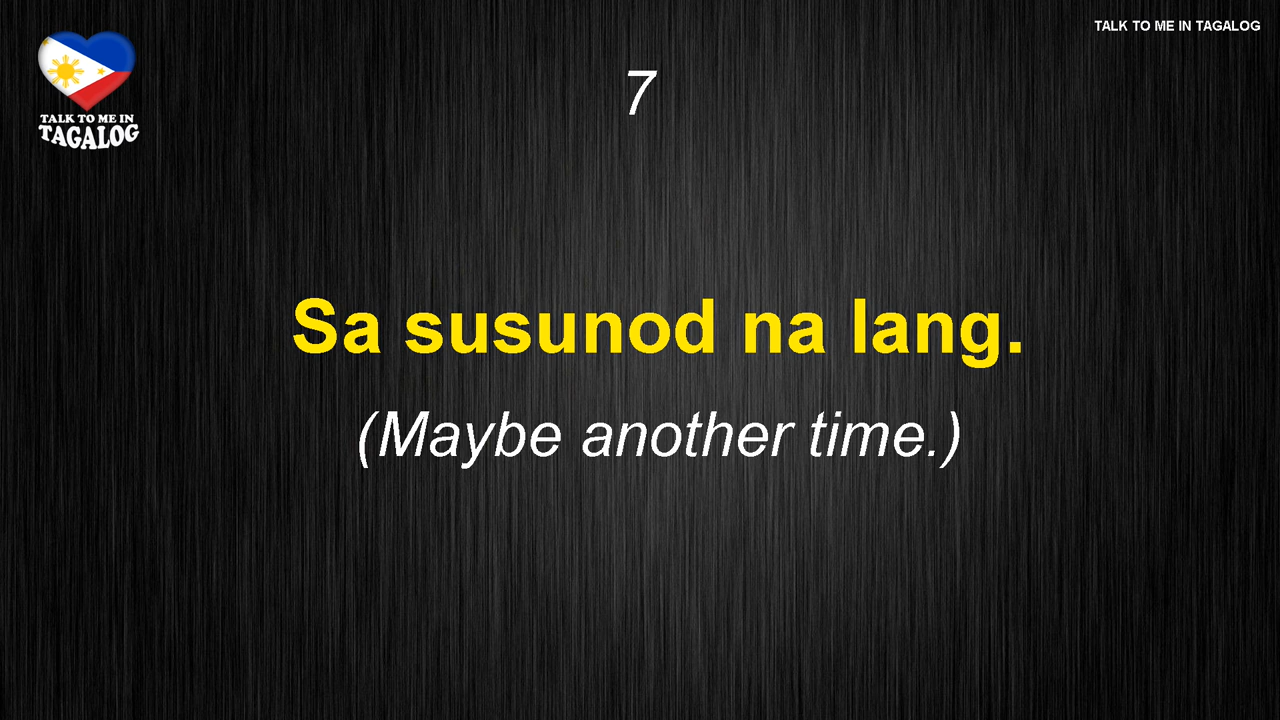 TALK TO ME IN TAGALOG
7
TALK TO ME IN
TAGALOG
Sa susunod na lang.
(Maybe another time.)